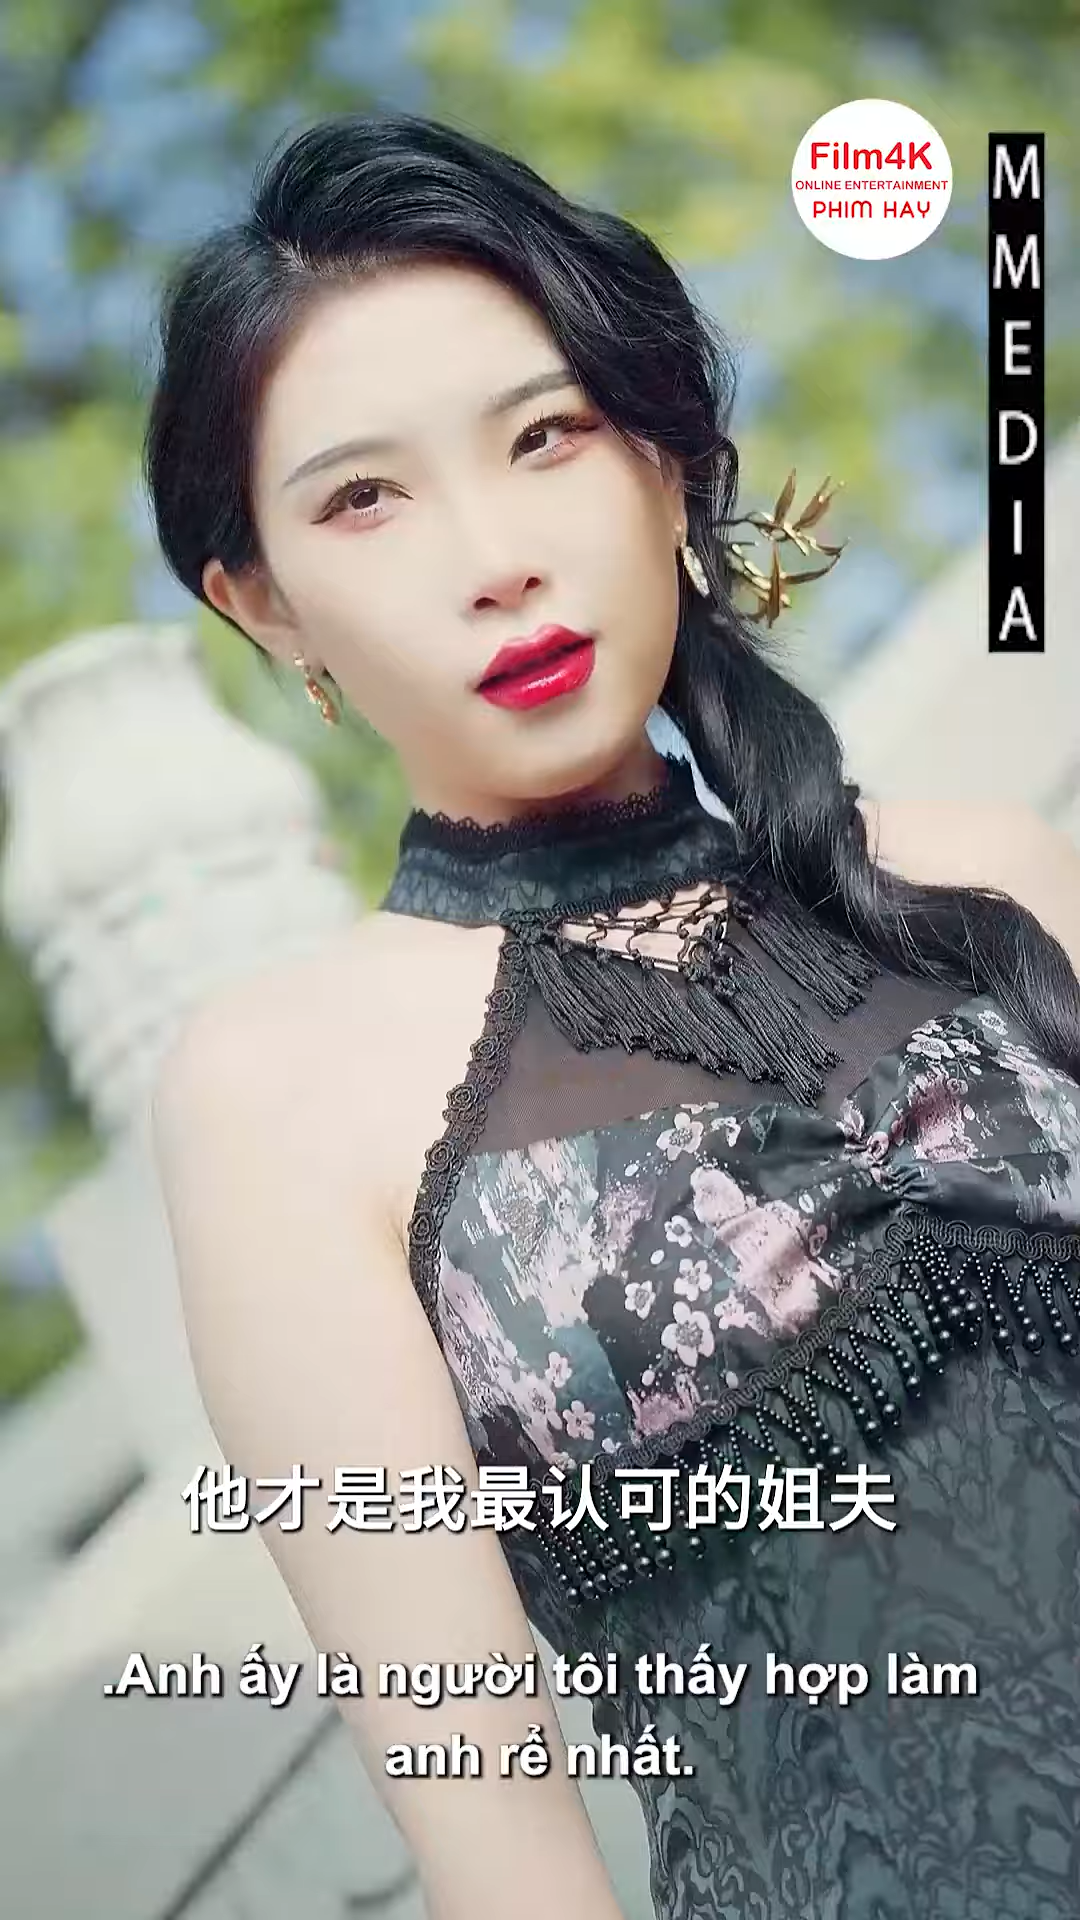 Film4K
ONLINE ENTERTAINMENT
PHIM HAY
MMEDIA
他才是我最认可的姐夫
.Anh ấy là người tôi thấy hợp làm
anh rể nhất.